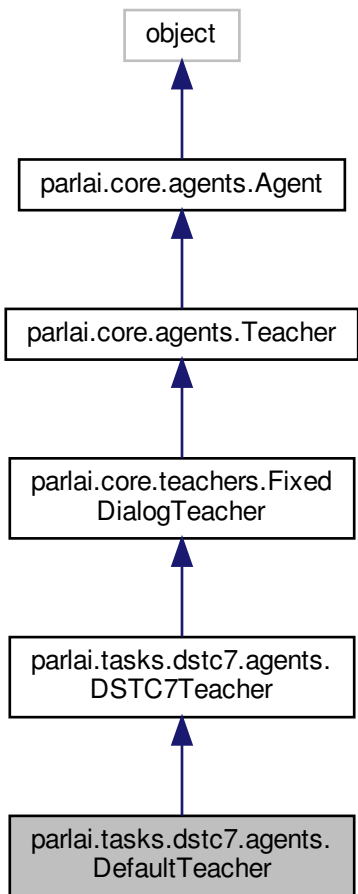 object
parlai.core.agents.Agent
parlai.core.agents.Teacher
parlai.core.teachers.Fixed
DialogTeacher
parlai.tasks.dstc7.agents.
DSTC7Teacher
parlai.tasks.dstc7.agents.
DefaultTeacher